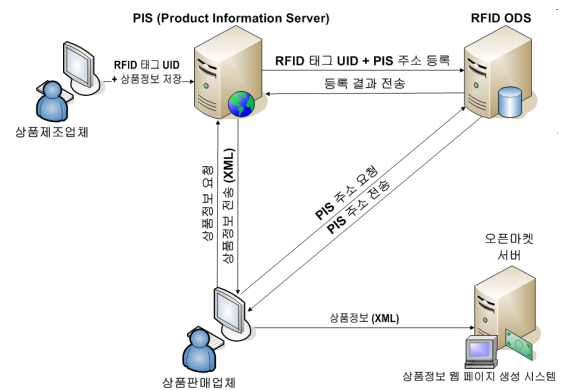 PIS (Product Information Server)
RFID ODS
RFID 태그 UID
+ 상품정보 저장
RFID 태그 UID + PIS 주소 등록
등록 결과 전송
상품제조업체
상품정보 요청
상품정보 전송 (XML)
PIS 주소 요청
PIS 주소 전송
오픈마켓
서버
상품정보 (XML)
상품판매업체
상품정보 웹 페이지 생성 시스템